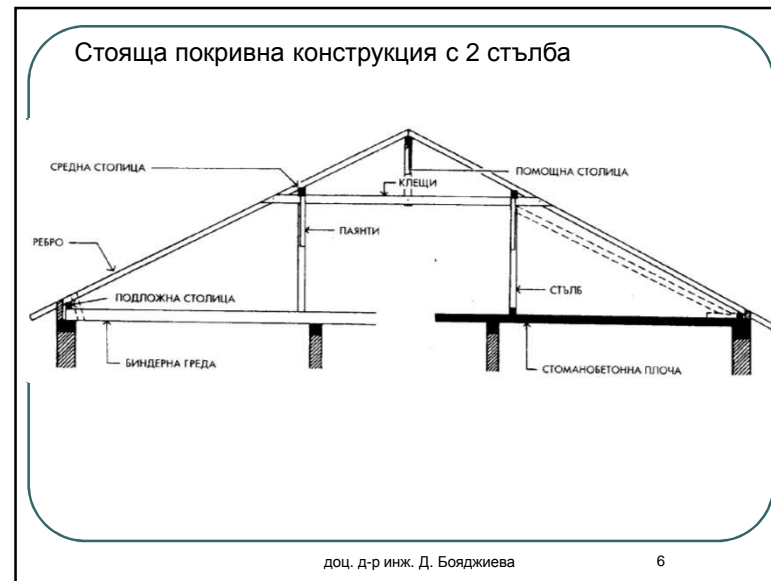 Стояща покривна конструкция с 2 стълба
СРЕДНА СТОЛИЦА
ПОМОЩНА СТОЛИЦА
КЛЕЩИ
РЕБРО
ПАЯНТИ
ПОДЛОЖНА СТОЛИЦА
СТЪЛБ
БИНДЕРНА ГРЕДА
СТОМАНОБЕТОННА ПЛОЧА
доц. д-р инж. Д. Бояджиева
6